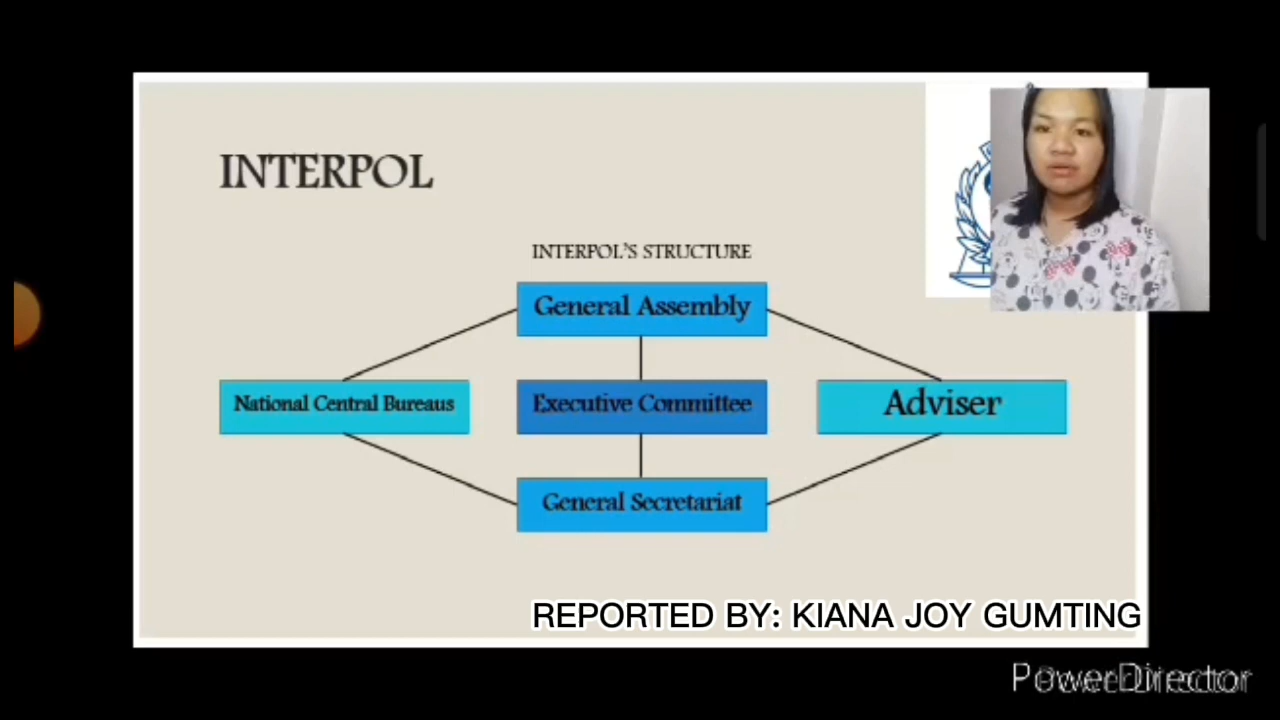 INTERPOL
INTERPOL'S STRUCTURE
General Assembly
National Central Bureaus
Executive Committee
Adviser
General Secretariat
REPORTED BY: KIANA JOY GUMTING
PowerDirector